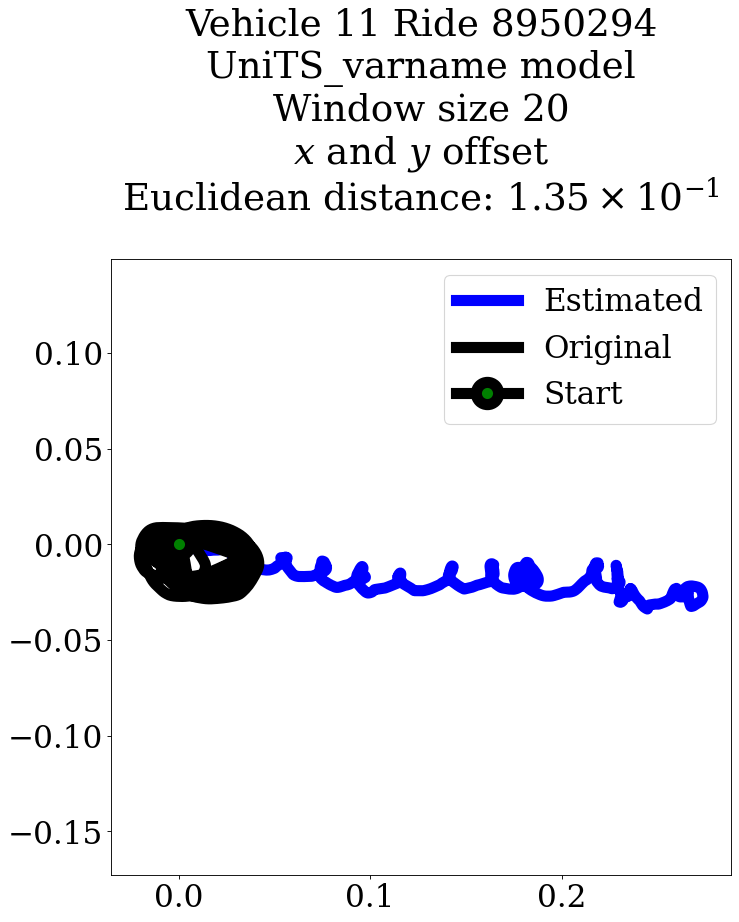 Vehicle 11 Ride 8950294
UniTS_varname model
Window size 20
x and y offset
Euclidean distance: 1.35 × 10⁻¹
Estimated
Original
Start
0.10
0.05
0.00
−0.05
−0.10
−0.15
0.0 0.1 0.2